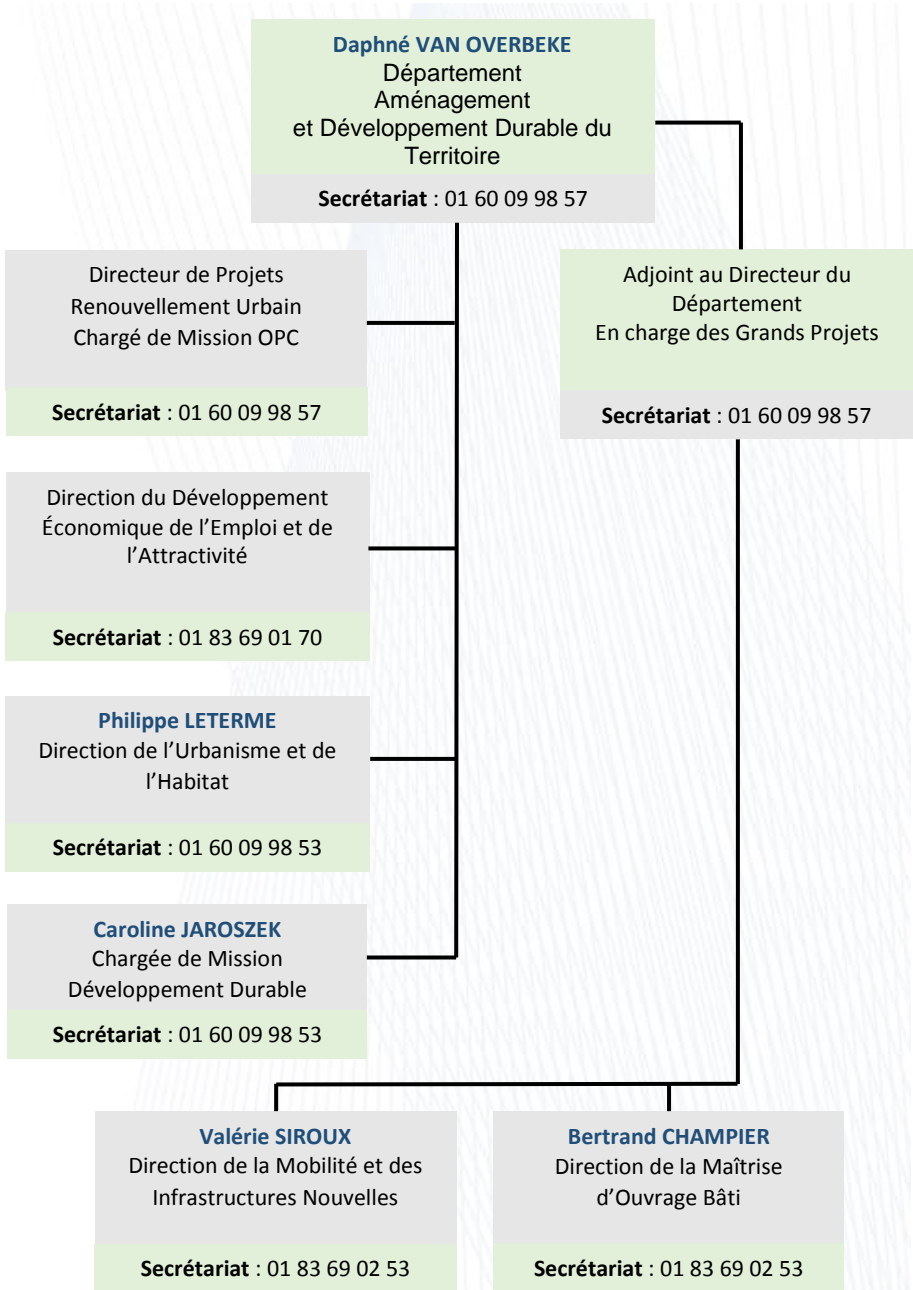 Daphné VAN OVERBEKE
Département
Aménagement
et Développement Durable du
Territoire
Secrétariat : 01 60 09 98 57
Directeur de Projets
Renouvellement Urbain
Chargé de Mission OPC
Secrétariat : 01 60 09 98 57
Adjoint au Directeur du
Département
En charge des Grands Projets
Secrétariat : 01 60 09 98 57
Direction du Développement
Économique de l’Emploi et de
l’Attractivité
Secrétariat : 01 83 69 01 70
Philippe LETERME
Direction de l’Urbanisme et de
l’Habitat
Secrétariat : 01 60 09 98 53
Caroline JAROSZEK
Chargée de Mission
Développement Durable
Secrétariat : 01 60 09 98 53
Valérie SIROUX
Direction de la Mobilité et des
Infrastructures Nouvelles
Secrétariat : 01 83 69 02 53
Bertrand CHAMPIER
Direction de la Maîtrise
d’Ouvrage Bâti
Secrétariat : 01 83 69 02 53